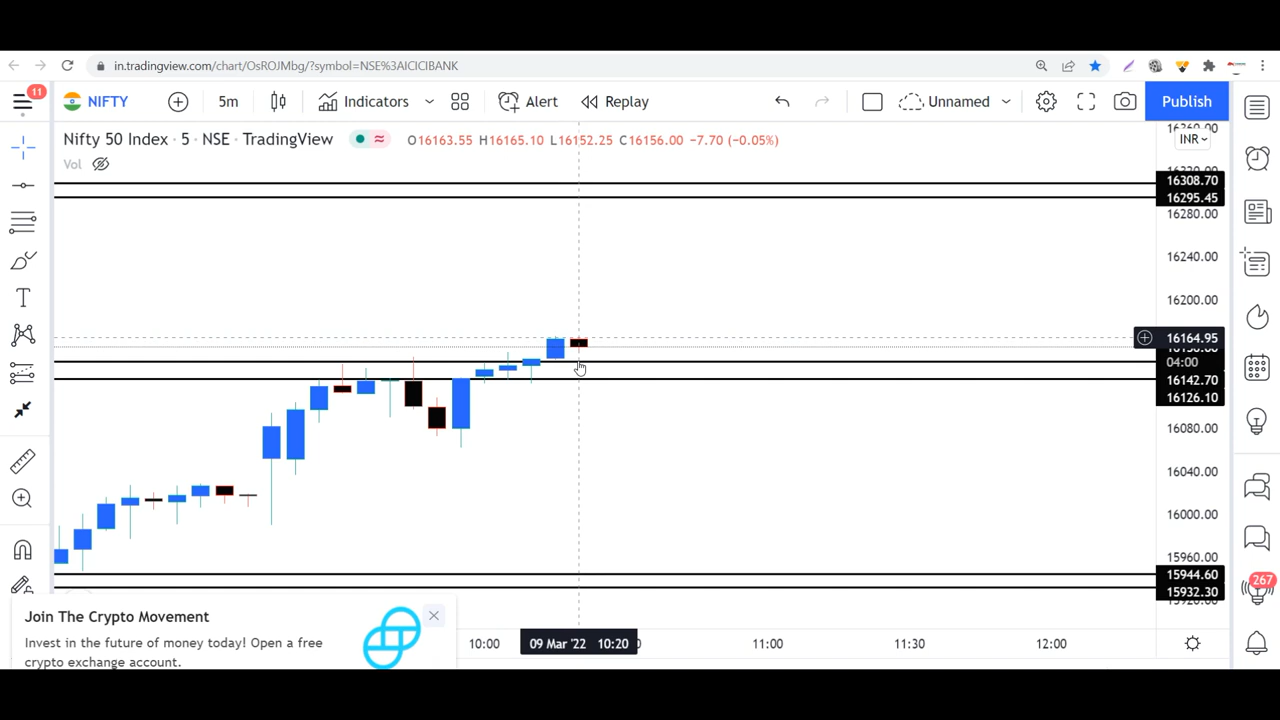 in.tradingview.com/chart/OsROJMbg/?symbol=NSE%3AICICIBANK
11
NIFTY 5m Indicators Alert Replay Unnamed Publish
Nifty 50 Index · 5 · NSE · TradingView O16163.55 H16165.10 L16152.25 C16156.00 −7.70 (−0.05%)
INR
Vol
16308.70
16295.45
16280.00
16240.00
16200.00
16164.95
04:00
16142.70
16126.10
16080.00
16040.00
16000.00
15960.00
15944.60
15932.30
267
Join The Crypto Movement
Invest in the future of money today! Open a free
crypto exchange account.
10:00 09 Mar '22 10:20 11:00 11:30 12:00